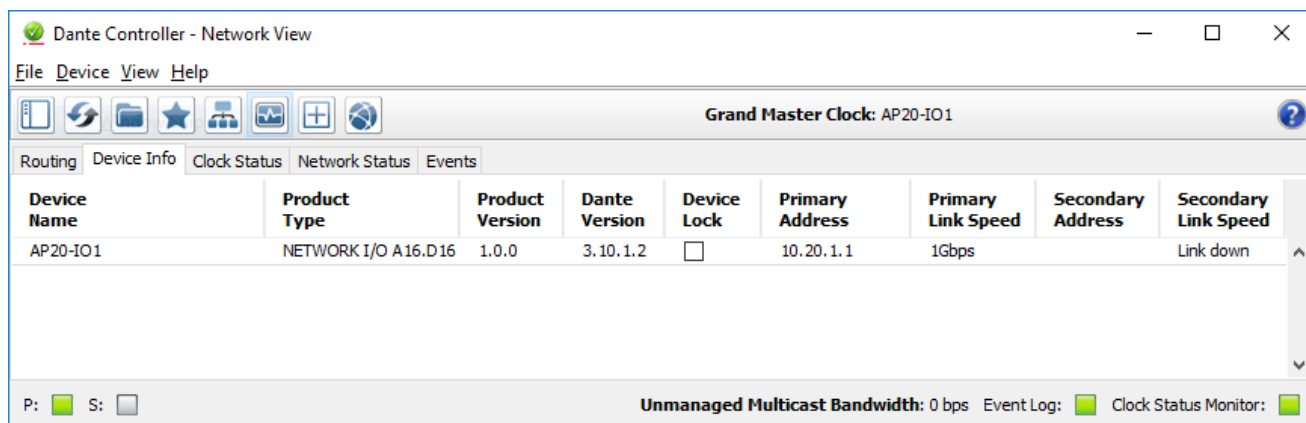 Dante Controller - Network View
File Device View Help
Grand Master Clock: AP20-IO1
?
Routing Device Info Clock Status Network Status Events
Device Name Product Type Product Version Dante Version Device Lock Primary Address Primary Link Speed Secondary Address Secondary Link Speed
AP20-IO1 NETWORK I/O A16.D16 1.0.0 3.10.1.2 10.20.1.1 1Gbps Link down
P: S: Unmanaged Multicast Bandwidth: 0 bps Event Log: Clock Status Monitor: